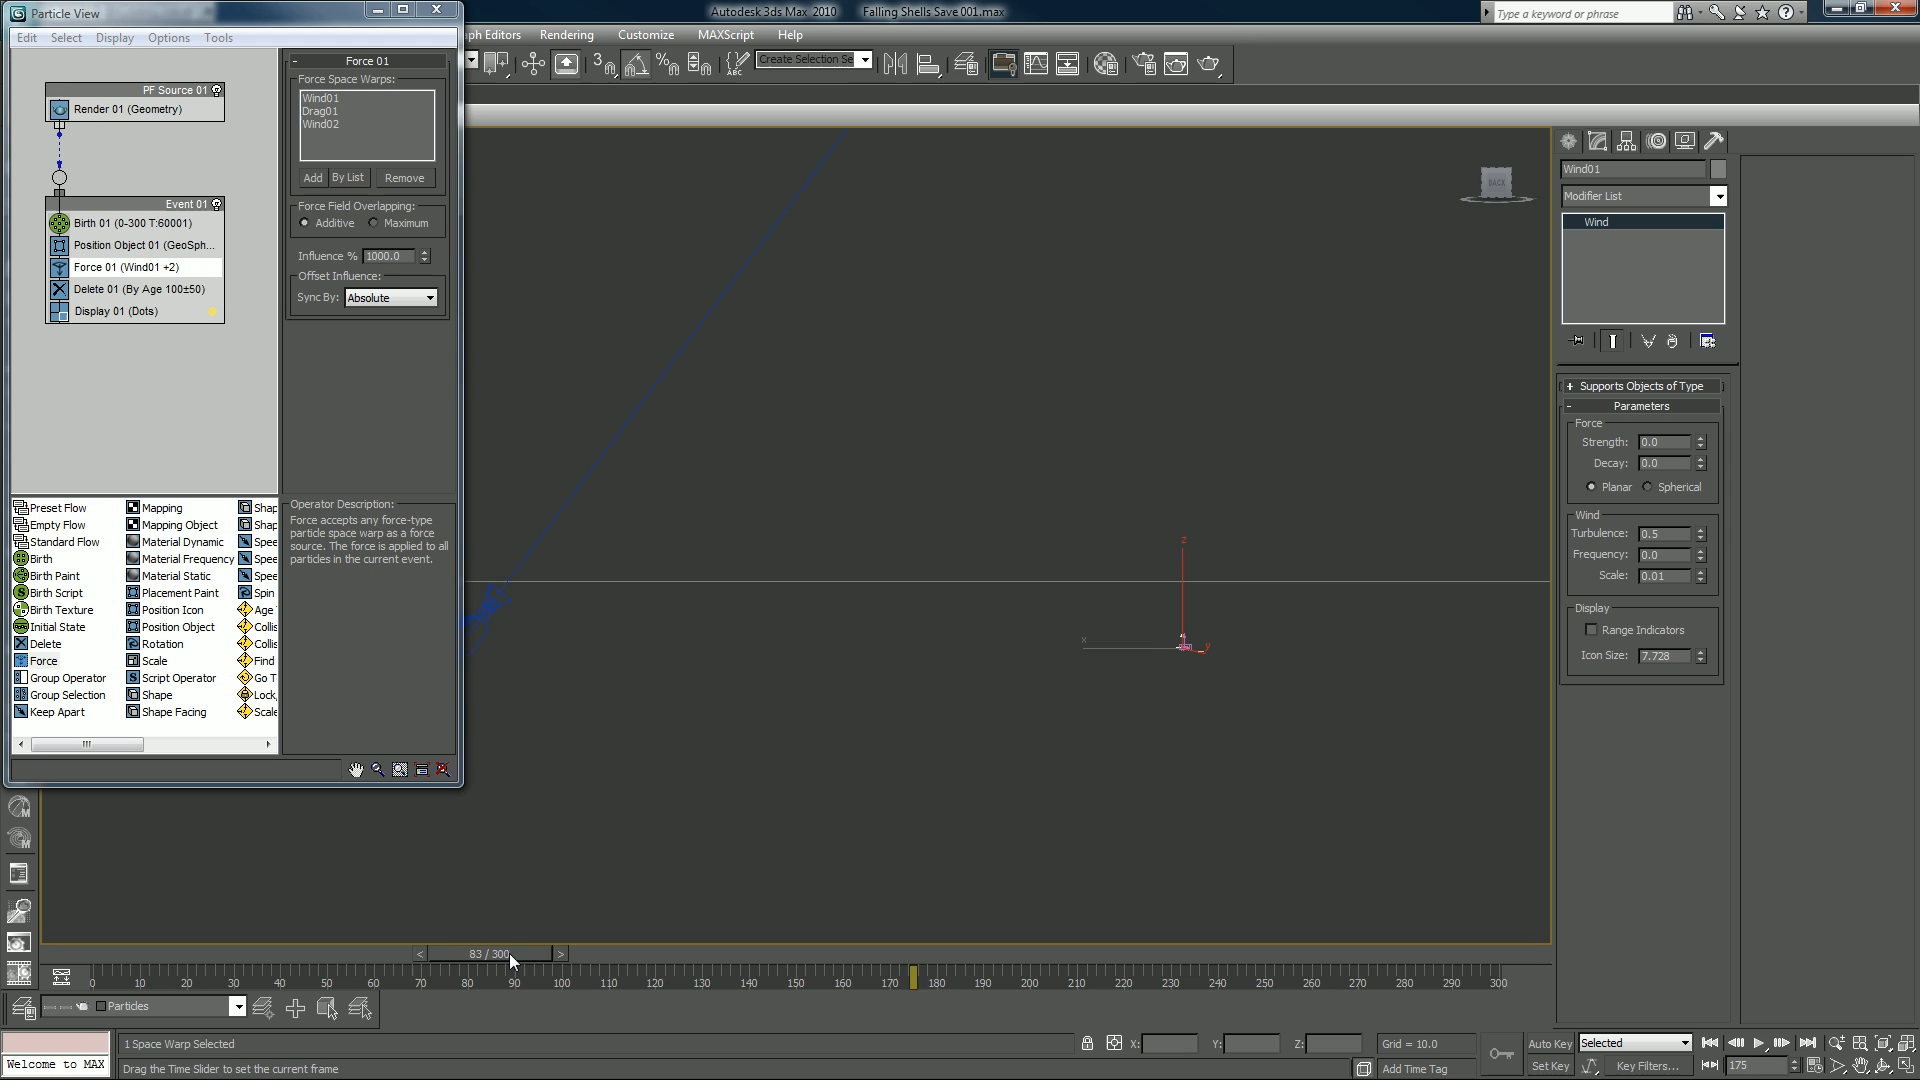 Particle View
Autodesk 3ds Max 2010 Falling Shells Save 001.max
Type a keyword or phrase
Edit Select Display Options Tools
ph Editors Rendering Customize MAXScript Help
Create Selection Se
PF Source 01
Render 01 (Geometry)
Event 01
Birth 01 (0-300 T:60001)
Position Object 01 (GeoSph...
Force 01 (Wind01 +2)
Delete 01 (By Age 100±50)
Display 01 (Dots)
- Force 01
Force Space Warps:
Wind01
Drag01
Wind02
Add By List Remove
Force Field Overlapping:
Additive Maximum
Influence % 1000.0
Offset Influence:
Sync By: Absolute
Operator Description:
Force accepts any force-type
particle space warp as a force
source. The force is applied to all
particles in the current event.
Preset Flow Mapping Shap
Empty Flow Mapping Object Shap
Standard Flow Material Dynamic Spee
Birth Material Frequency Spee
Birth Paint Material Static Spee
Birth Script Placement Paint Spin
Birth Texture Position Icon Age
Initial State Position Object Collis
Delete Rotation Collis
Force Scale Find
Group Operator Script Operator Go T
Group Selection Shape Lock
Keep Apart Shape Facing Scale
BACK
z
x
y
Wind01
Modifier List
Wind
+ Supports Objects of Type
- Parameters
Force
Strength: 0.0
Decay: 0.0
Planar Spherical
Wind
Turbulence: 0.5
Frequency: 0.0
Scale: 0.01
Display
Range Indicators
Icon Size: 7.728
< 83 / 300 >
0 10 20 30 40 50 60 70 80 90 100 110 120 130 140 150 160 170 180 190 200 210 220 230 240 250 260 270 280 290 300
Particles
1 Space Warp Selected
X: Y: Z: Grid = 10.0
Auto Key Selected
Welcome to MAX
Drag the Time Slider to set the current frame
Add Time Tag
Set Key Key Filters... 175